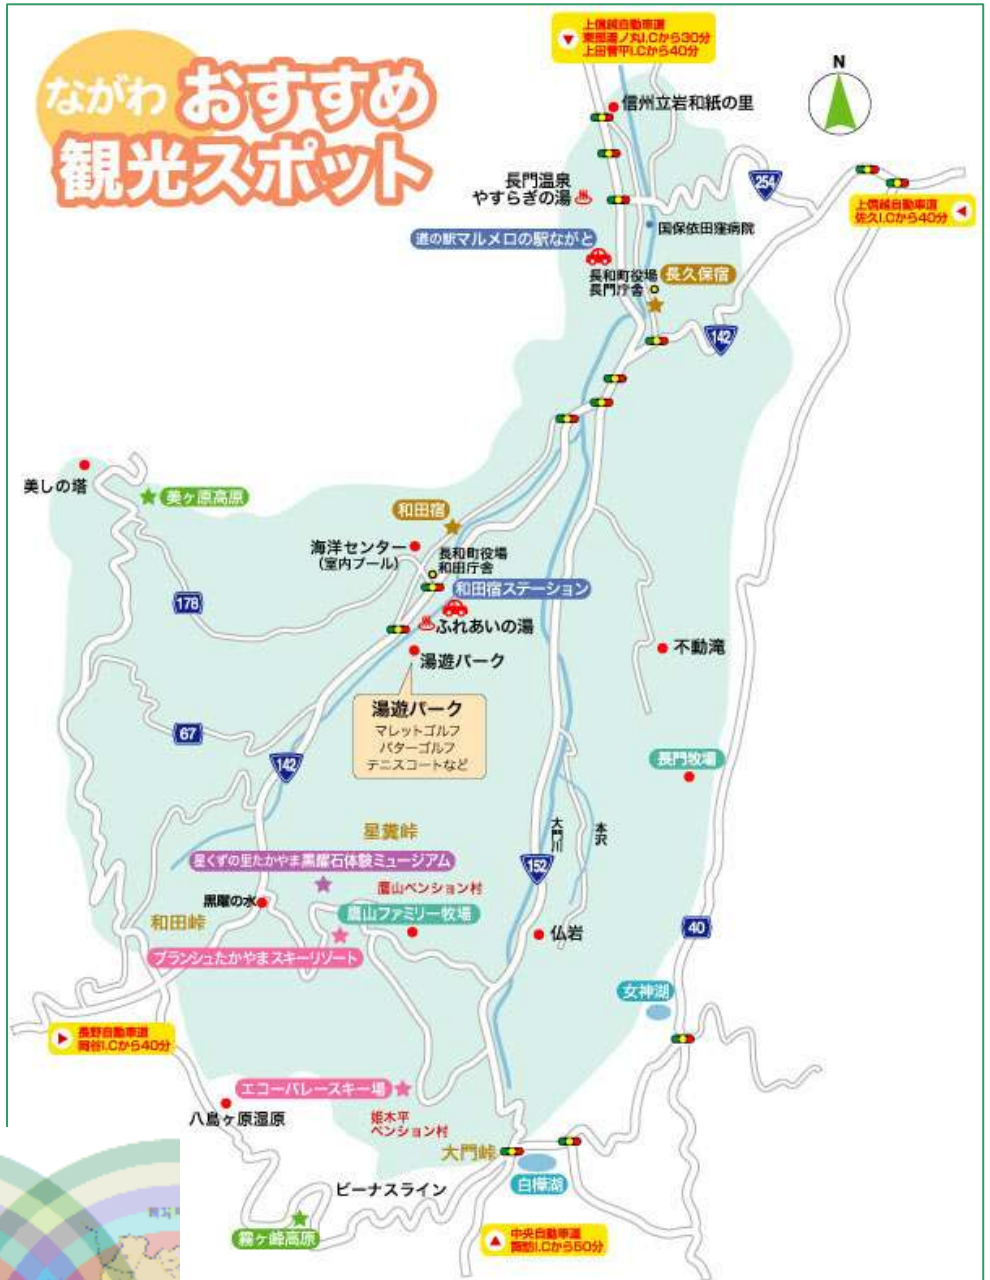 ながわ おすすめ
観光スポット
上信越自動車道
東部湯ノ丸I.Cから30分
上田菅平I.Cから40分
N
信州立岩和紙の里
長門温泉
やすらぎの湯
254
上信越自動車道
佐久I.Cから40分
国保依田窪病院
道の駅マルメロの駅ながと
長和町役場
長門庁舎
長久保宿
142
美しの塔
美ヶ原高原
和田宿
海洋センター
(室内プール)
長和町役場
和田庁舎
和田宿ステーション
178
ふれあいの湯
不動滝
湯遊パーク
湯遊パーク
マレットゴルフ
パターゴルフ
テニスコートなど
67
142
長門牧場
星糞峠
大門川
本沢
星くずの里たかやま黒耀石体験ミュージアム
152
鷹山ペンション村
黒耀の水
鷹山ファミリー牧場
和田峠
仏岩
40
ブランシュたかやまスキーリゾート
女神湖
長野自動車道
岡谷I.Cから40分
エコーバレースキー場
八島ヶ原湿原
姫木平
ペンション村
大門峠
白樺湖
ビーナスライン
霧ヶ峰高原
中央自動車道
諏訪I.Cから50分